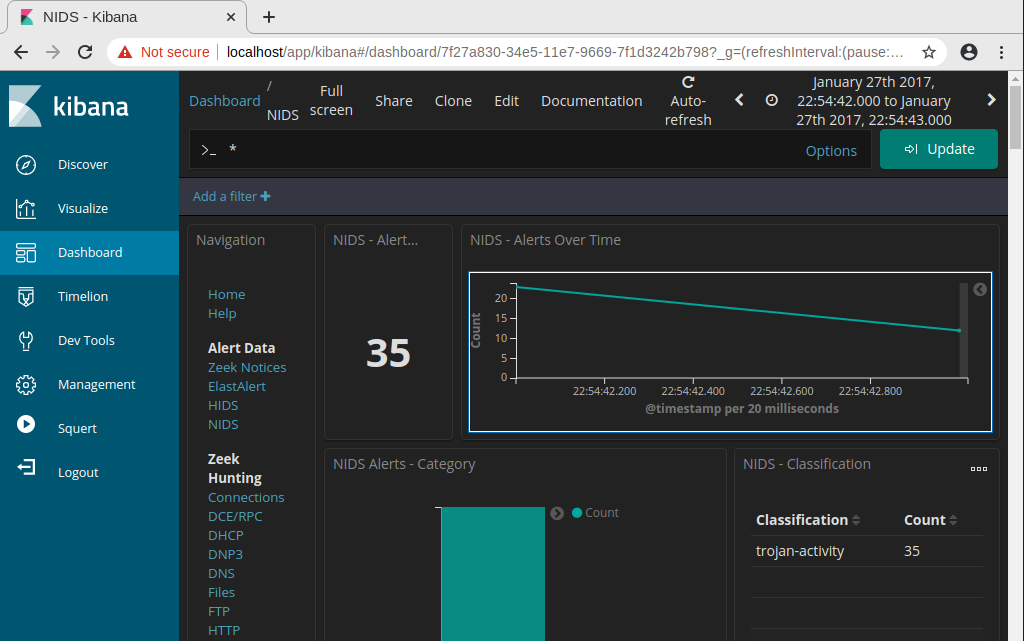 NIDS - Kibana
Not secure
localhost/app/kibana#/dashboard/7f27a830-34e5-11e7-9669-7f1d3242b798?_g=(refreshInterval:(pause:...
kibana
Discover
Visualize
Dashboard
Timelion
Dev Tools
Management
Squert
Logout
Dashboard / NIDS
Full screen
Share
Clone
Edit
Documentation
Auto-refresh
January 27th 2017,
22:54:42.000 to January
27th 2017, 22:54:43.000
>_ *
Options
Update
Add a filter +
Navigation
Home
Help
Alert Data
Zeek Notices
ElastAlert
HIDS
NIDS
Zeek
Hunting
Connections
DCE/RPC
DHCP
DNP3
DNS
Files
FTP
HTTP
NIDS - Alert...
35
NIDS - Alerts Over Time
Count
20
15
10
5
0
22:54:42.200 22:54:42.400 22:54:42.600 22:54:42.800
@timestamp per 20 milliseconds
NIDS Alerts - Category
Count
NIDS - Classification
Classification Count
trojan-activity 35